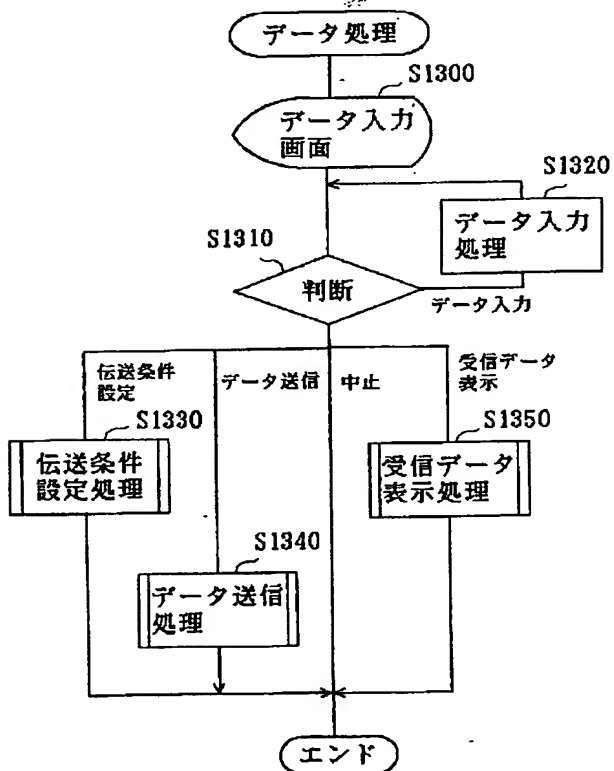 データ処理
S1300
データ入力
画面
S1320
データ入力
処理
S1310
判断
データ入力
伝送条件
設定
データ送信
中止
受信データ
表示
S1330
伝送条件
設定処理
S1350
受信データ
表示処理
S1340
データ送信
処理
エンド